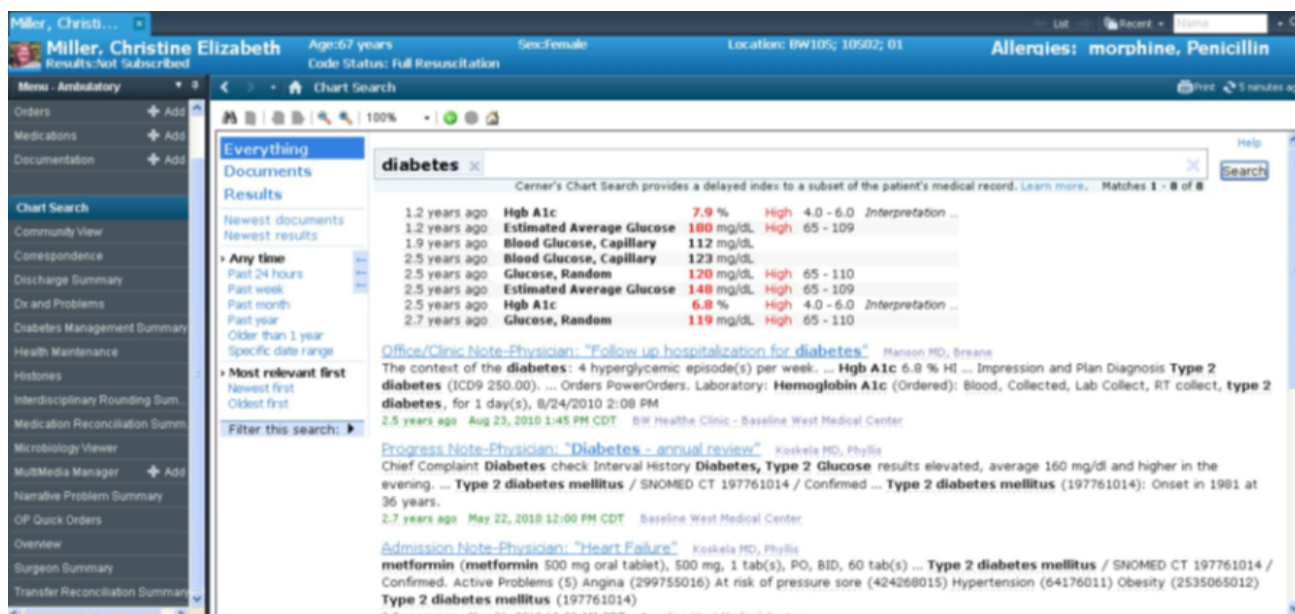 Miller, Christi...
List
Recent
Name
Miller, Christine Elizabeth
Age:67 years
Sex:Female
Location: BW10S; 10S02; 01
Allergies: morphine, Penicillin
Results:Not Subscribed
Code Status: Full Resuscitation
Menu - Ambulatory
Chart Search
Print
5 minutes ag
Orders
Add
Medications
Add
Documentation
Add
Chart Search
Community View
Correspondence
Discharge Summary
Dx and Problems
Diabetes Management Summary
Health Maintenance
Histories
Interdisciplinary Rounding Sum...
Medication Reconciliation Summ
Microbiology Viewer
MultiMedia Manager
Add
Narrative Problem Summary
OP Quick Orders
Overview
Surgeon Summary
Transfer Reconciliation Summary
100%
Everything
Documents
Results
Newest documents
Newest results
Any time
Past 24 hours
Past week
Past month
Past year
Older than 1 year
Specific date range
Most relevant first
Newest first
Oldest first
Filter this search:
Help
diabetes
Search
Cerner's Chart Search provides a delayed index to a subset of the patient's medical record. Learn more. Matches 1 - 8 of 8
1.2 years ago Hgb A1c 7.9 % High 4.0 - 6.0 Interpretation ...
1.2 years ago Estimated Average Glucose 180 mg/dL High 65 - 109
1.9 years ago Blood Glucose, Capillary 112 mg/dL
2.5 years ago Blood Glucose, Capillary 123 mg/dL
2.5 years ago Glucose, Random 120 mg/dL High 65 - 110
2.5 years ago Estimated Average Glucose 148 mg/dL High 65 - 109
2.5 years ago Hgb A1c 6.8 % High 4.0 - 6.0 Interpretation ...
2.7 years ago Glucose, Random 119 mg/dL High 65 - 110
Office/Clinic Note-Physician: "Follow up hospitalization for diabetes" Manson MD, Breane
The context of the diabetes: 4 hyperglycemic episode(s) per week. ... Hgb A1c 6.8 % HI ... Impression and Plan Diagnosis Type 2
diabetes (ICD9 250.00). ... Orders PowerOrders. Laboratory: Hemoglobin A1c (Ordered): Blood, Collected, Lab Collect, RT collect, type 2
diabetes, for 1 day(s), 8/24/2010 2:08 PM
2.5 years ago Aug 23, 2010 1:45 PM CDT BW Healthe Clinic - Baseline West Medical Center
Progress Note-Physician: "Diabetes - annual review" Koskela MD, Phyllis
Chief Complaint Diabetes check Interval History Diabetes, Type 2 Glucose results elevated, average 160 mg/dl and higher in the
evening. ... Type 2 diabetes mellitus / SNOMED CT 197761014 / Confirmed ... Type 2 diabetes mellitus (197761014): Onset in 1981 at
36 years.
2.7 years ago May 22, 2010 12:00 PM CDT Baseline West Medical Center
Admission Note-Physician: "Heart Failure" Koskela MD, Phyllis
metformin (metformin 500 mg oral tablet), 500 mg, 1 tab(s), PO, BID, 60 tab(s) ... Type 2 diabetes mellitus / SNOMED CT 197761014 /
Confirmed. Active Problems (5) Angina (299755016) At risk of pressure sore (424268015) Hypertension (64176011) Obesity (2535065012)
Type 2 diabetes mellitus (197761014)